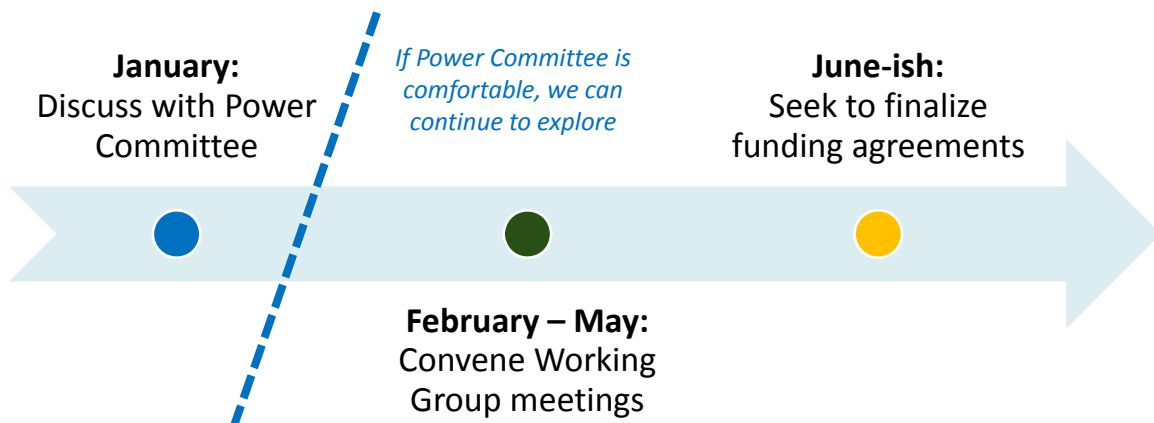 January:
Discuss with Power
Committee
If Power Committee is
comfortable, we can
continue to explore
June-ish:
Seek to finalize
funding agreements
February – May:
Convene Working
Group meetings